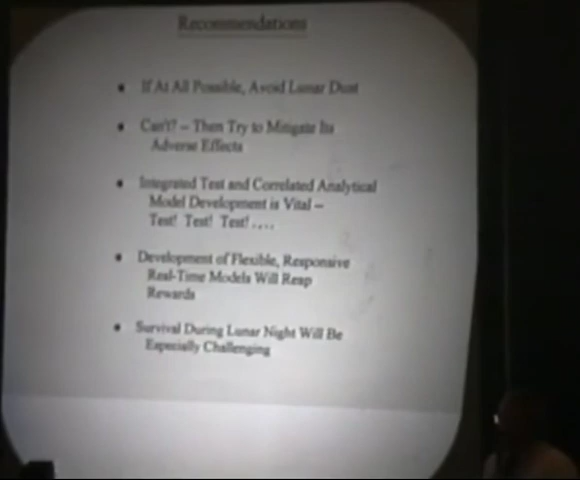 Recommendations
• If At All Possible, Avoid Lunar Dust
• Can't? – Then Try to Mitigate Its
Adverse Effects
• Integrated Test and Correlated Analytical
Model Development is Vital –
Test! Test! Test! ....
• Development of Flexible, Responsive
Real-Time Models Will Reap
Rewards
• Survival During Lunar Night Will Be
Especially Challenging